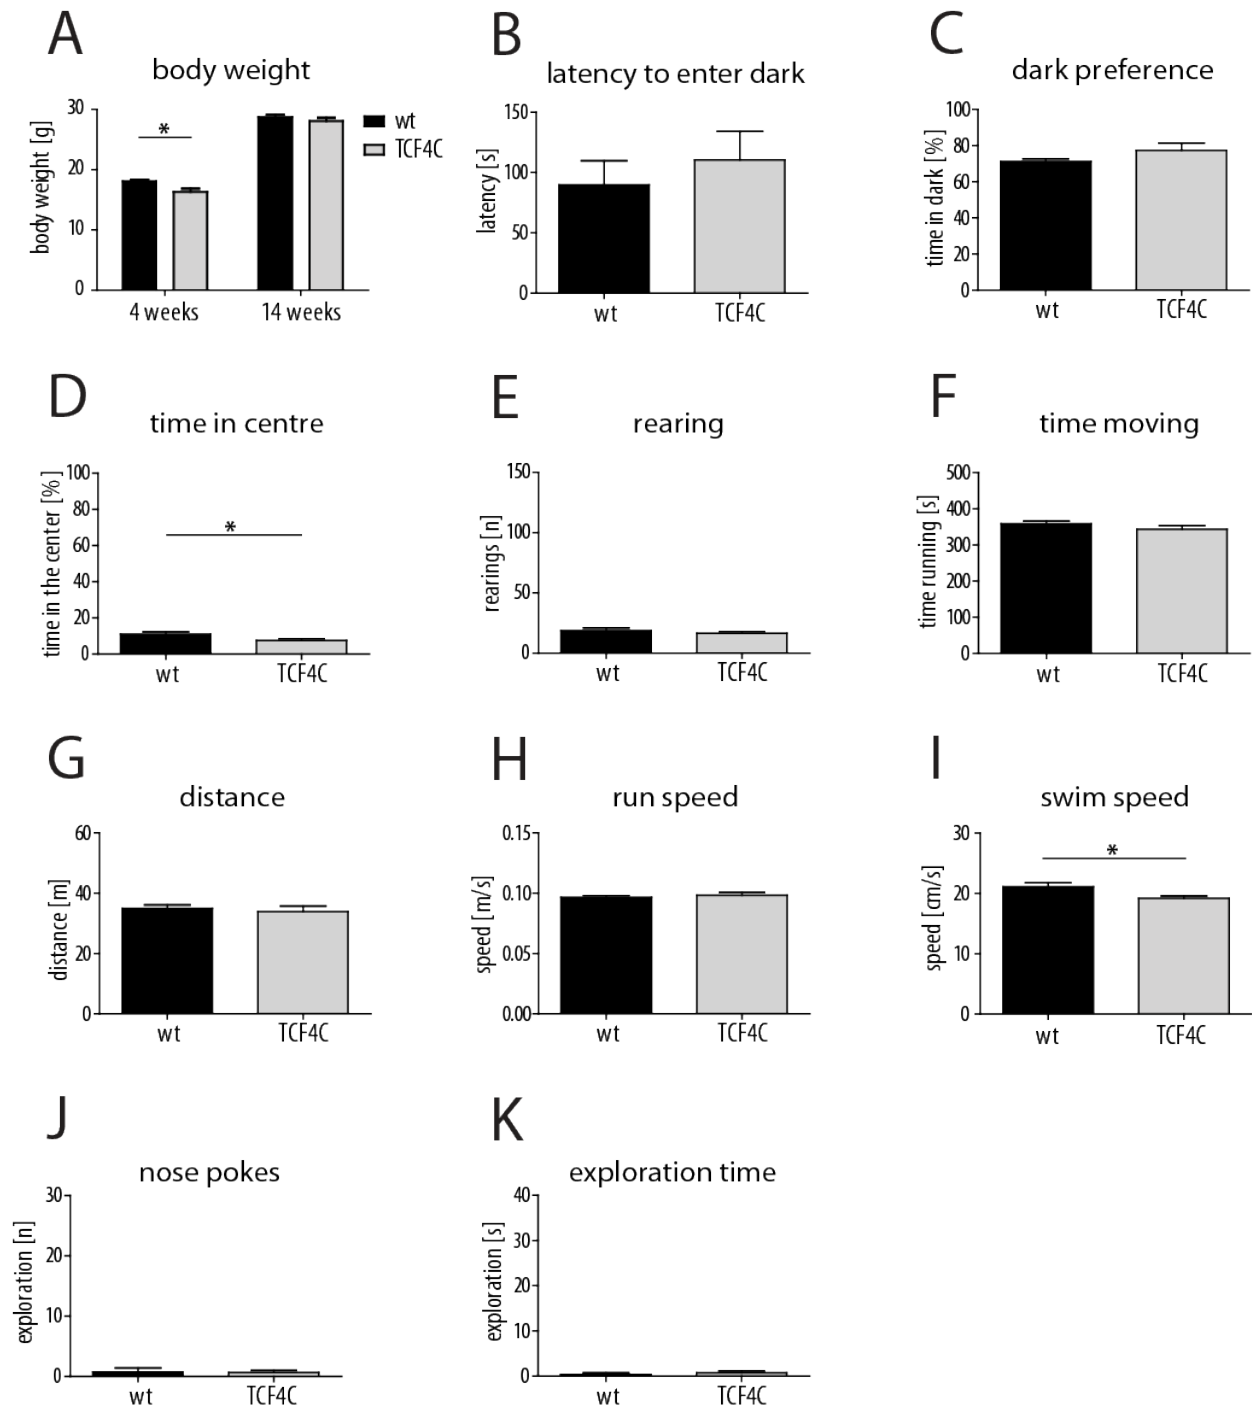 A
body weight
body weight [g]
30
20
10
0
*
4 weeks
14 weeks
wt
TCF4C
B
latency to enter dark
latency [s]
150
100
50
0
wt
TCF4C
C
dark preference
time in dark [%]
100
80
60
40
20
0
wt
TCF4C
D
time in centre
time in the center [%]
100
80
60
40
20
0
*
wt
TCF4C
E
rearing
rearings [n]
150
100
50
0
wt
TCF4C
F
time moving
time running [s]
500
400
300
200
100
0
wt
TCF4C
G
distance
distance [m]
60
40
20
0
wt
TCF4C
H
run speed
speed [m/s]
0.15
0.10
0.05
0.00
wt
TCF4C
I
swim speed
speed [cm/s]
30
20
10
0
*
wt
TCF4C
J
nose pokes
exploration [n]
30
20
10
0
wt
TCF4C
K
exploration time
exploration [s]
40
30
20
10
0
wt
TCF4C